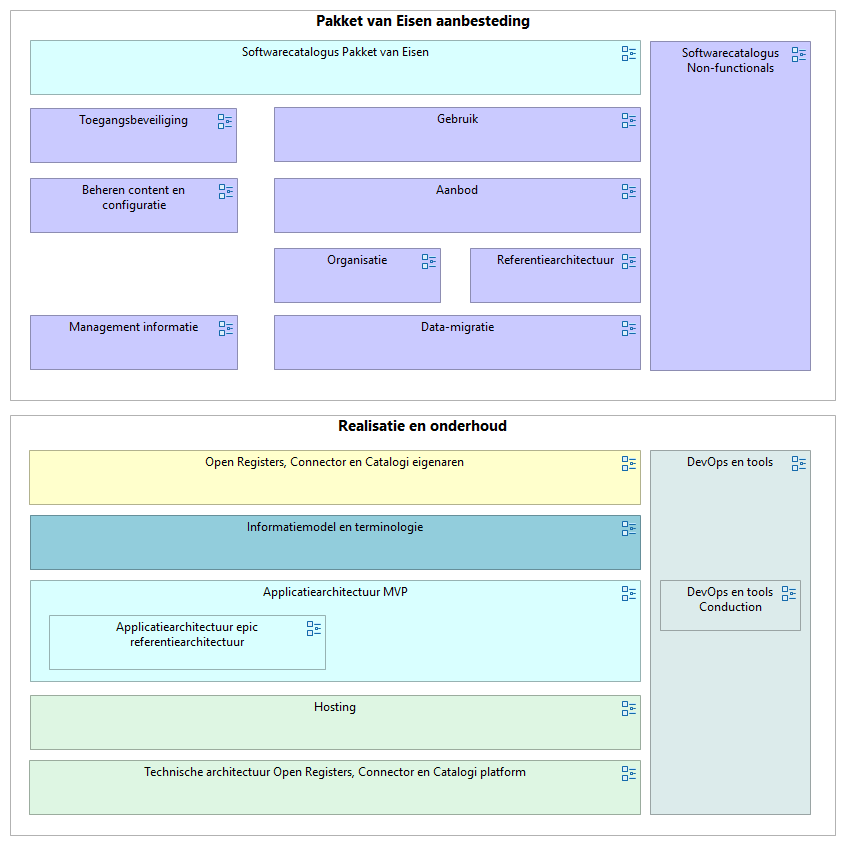 Pakket van Eisen aanbesteding
Softwarecatalogus Pakket van Eisen
Softwarecatalogus
Non-functionals
Toegangsbeveiliging
Gebruik
Beheren content en
configuratie
Aanbod
Organisatie
Referentiearchitectuur
Management informatie
Data-migratie
Realisatie en onderhoud
Open Registers, Connector en Catalogi eigenaren
DevOps en tools
Informatiemodel en terminologie
Applicatiearchitectuur MVP
DevOps en tools
Conduction
Applicatiearchitectuur epic
referentiearchitectuur
Hosting
Technische architectuur Open Registers, Connector en Catalogi platform